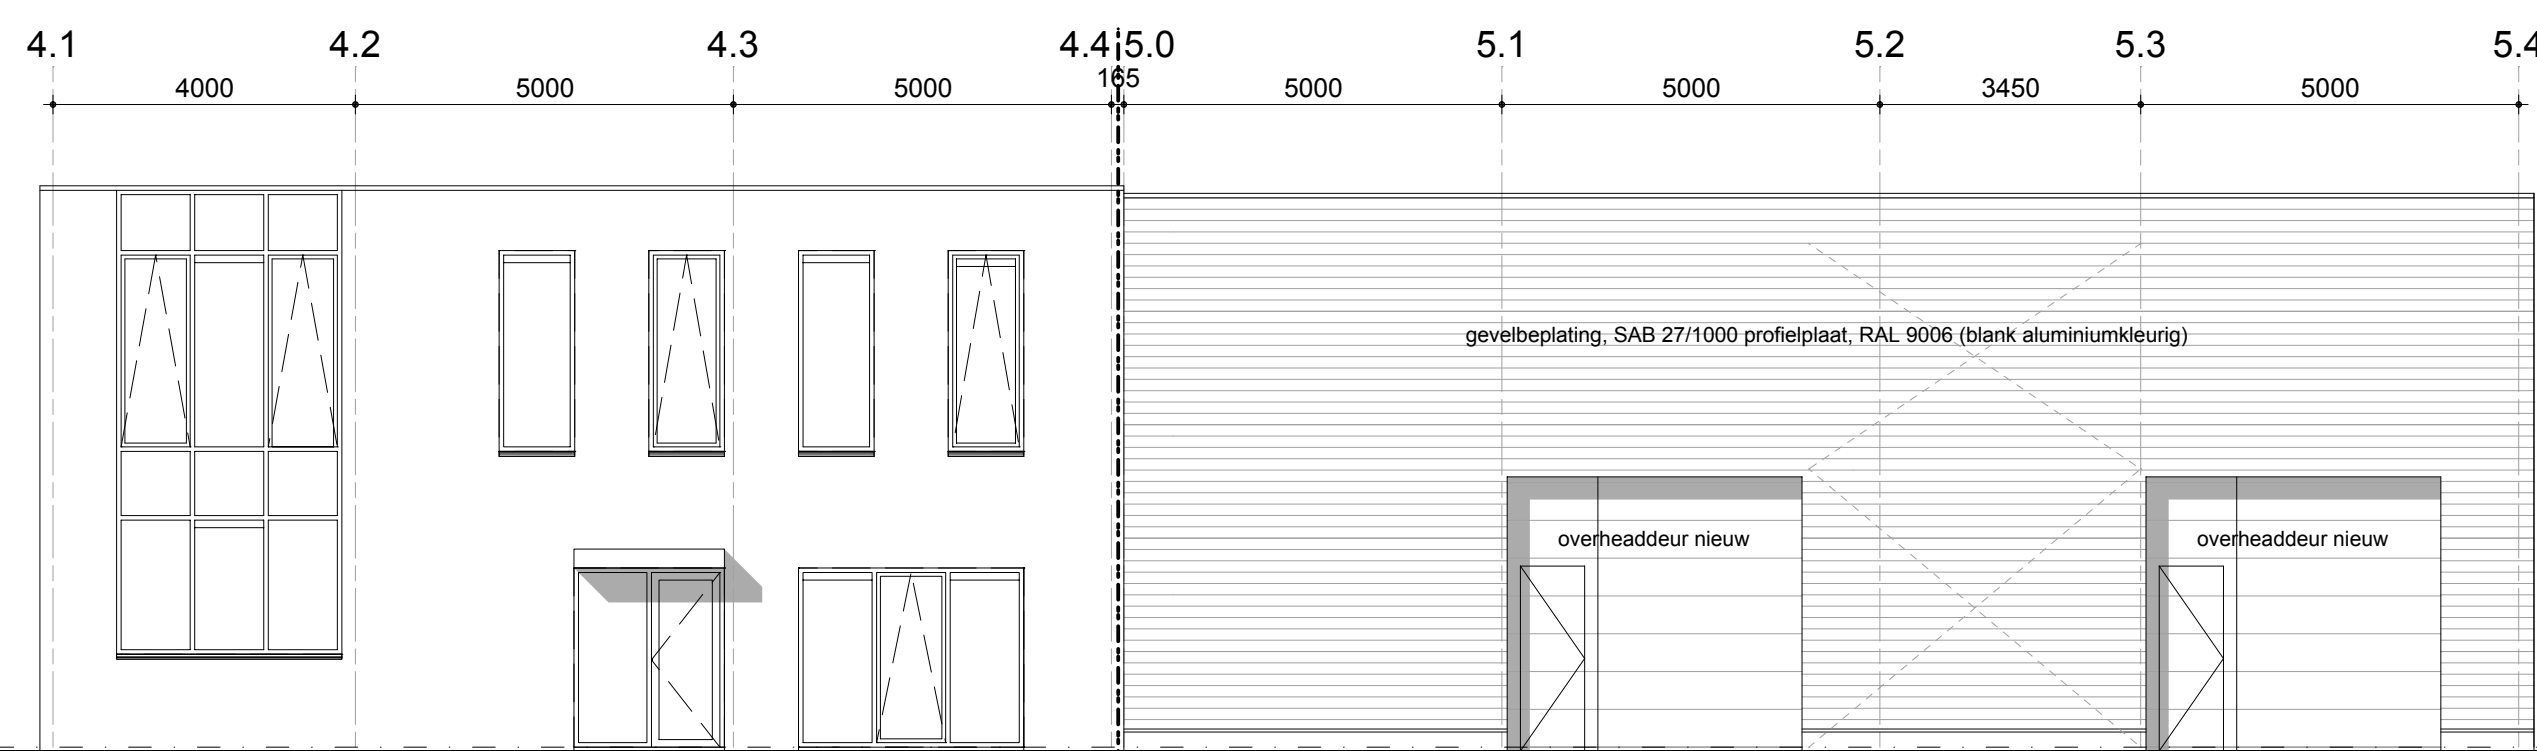 4.1 4.2 4.3 4.4 5.0 5.1 5.2 5.3 5.4
4000 5000 5000 165 5000 5000 3450 5000
gevelbeplating, SAB 27/1000 profielplaat, RAL 9006 (blank aluminiumkleurig)
overheaddeur nieuw overheaddeur nieuw